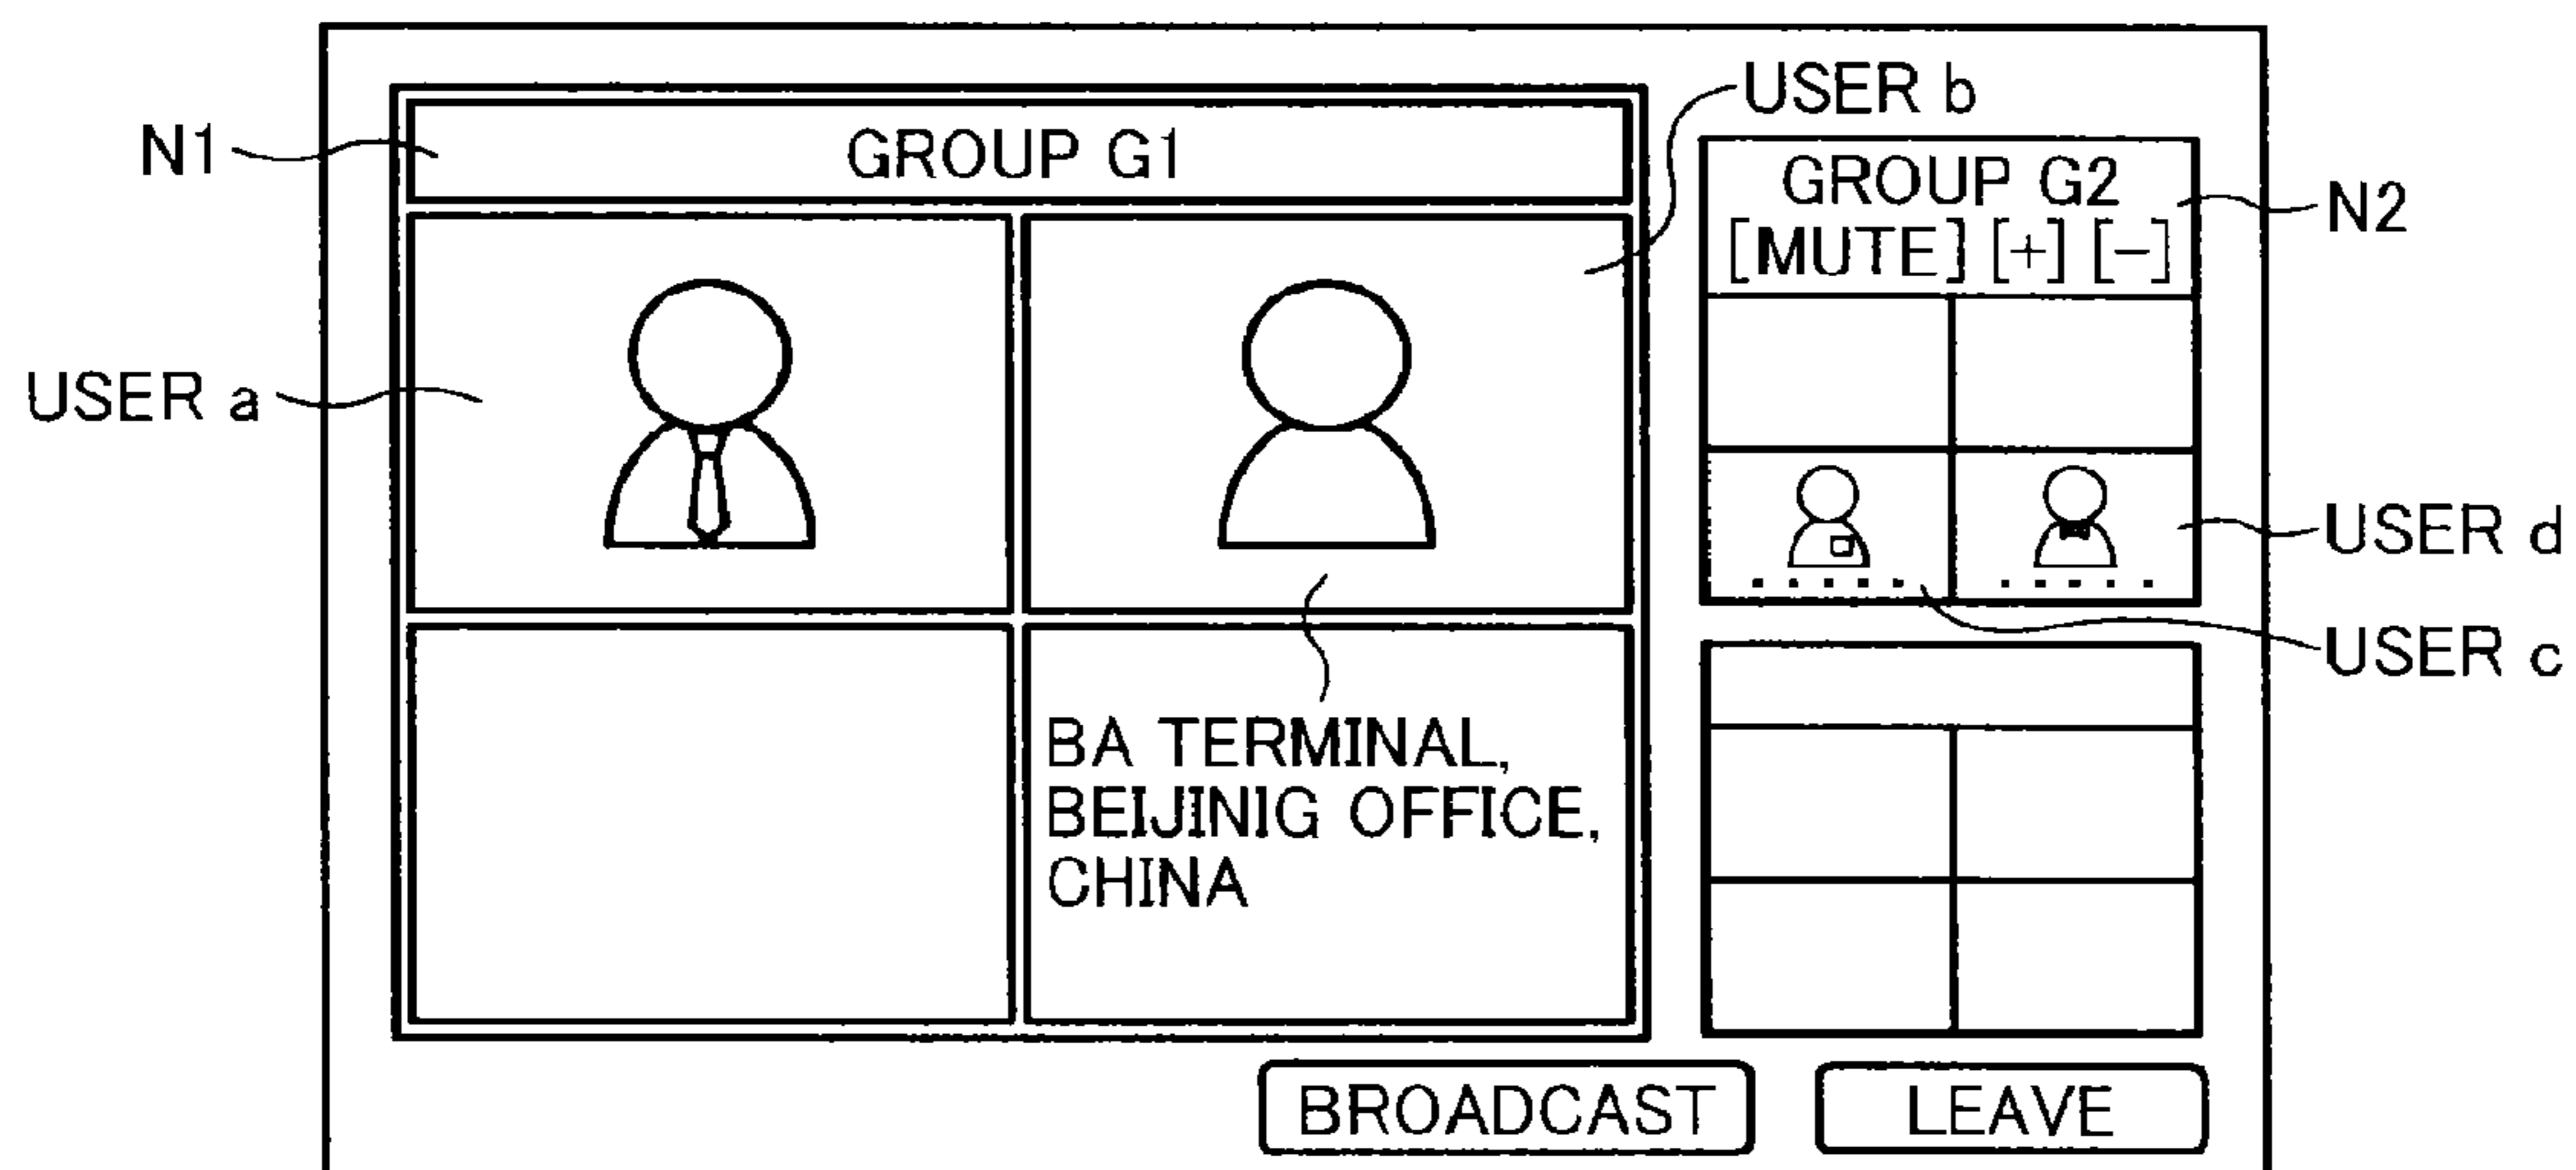 USER b
N1
GROUP G1
GROUP G2
N2
[MUTE] [+] [-]
USER a
USER d
USER c
BA TERMINAL,
BEIJINIG OFFICE,
CHINA
BROADCAST
LEAVE